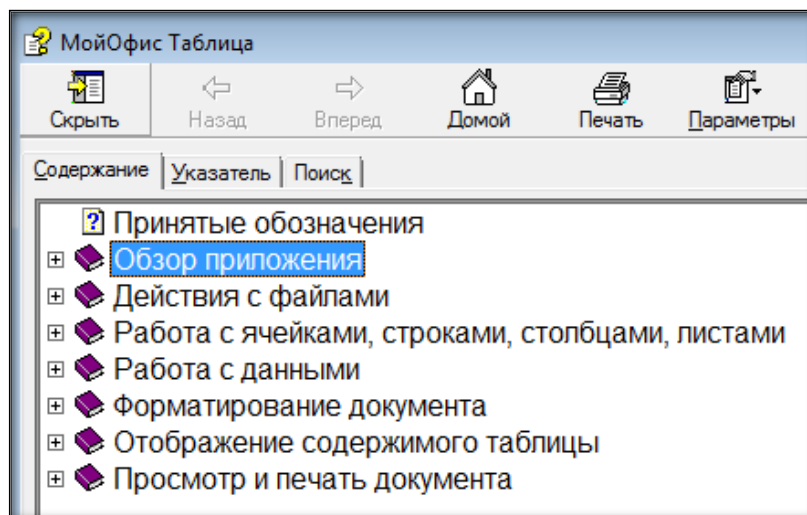 МойОфис Таблица
Скрыть Назад Вперед Домой Печать Параметры
Содержание Указатель Поиск
Принятые обозначения
Обзор приложения
Действия с файлами
Работа с ячейками, строками, столбцами, листами
Работа с данными
Форматирование документа
Отображение содержимого таблицы
Просмотр и печать документа